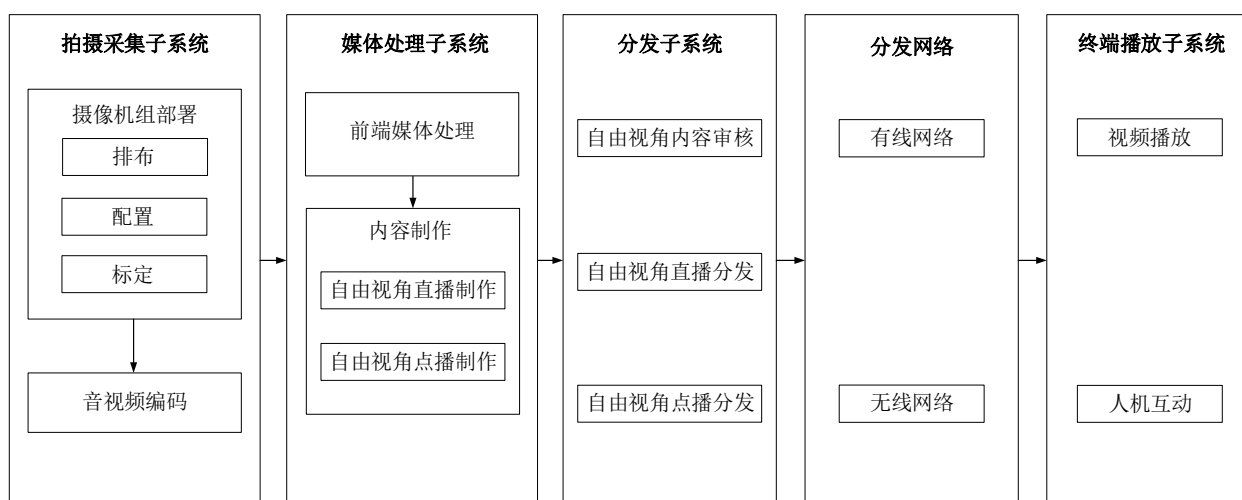 拍摄采集子系统
摄像机组部署
排布
配置
标定
音视频编码
媒体处理子系统
前端媒体处理
内容制作
自由视角直播制作
自由视角点播制作
分发子系统
自由视角内容审核
自由视角直播分发
自由视角点播分发
分发网络
有线网络
无线网络
终端播放子系统
视频播放
人机互动